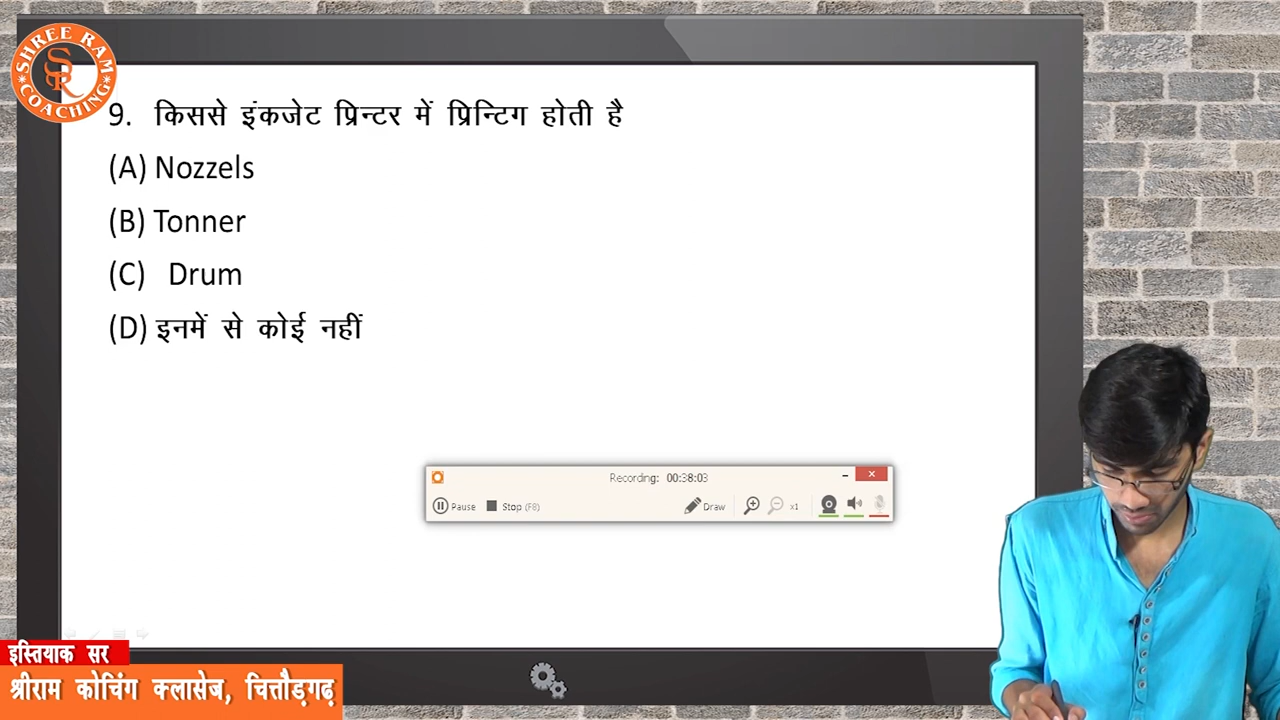 SHREE RAM
SR
COACHING
9. किससे इंकजेट प्रिन्टर में प्रिन्टिग होती है
(A) Nozzels
(B) Tonner
(C) Drum
(D) इनमें से कोई नहीं
Recording: 00:38:03
Pause Stop (F8) Draw x1
इस्तियाक सर
श्रीराम कोचिंग क्लासेज, चित्तौड़गढ़